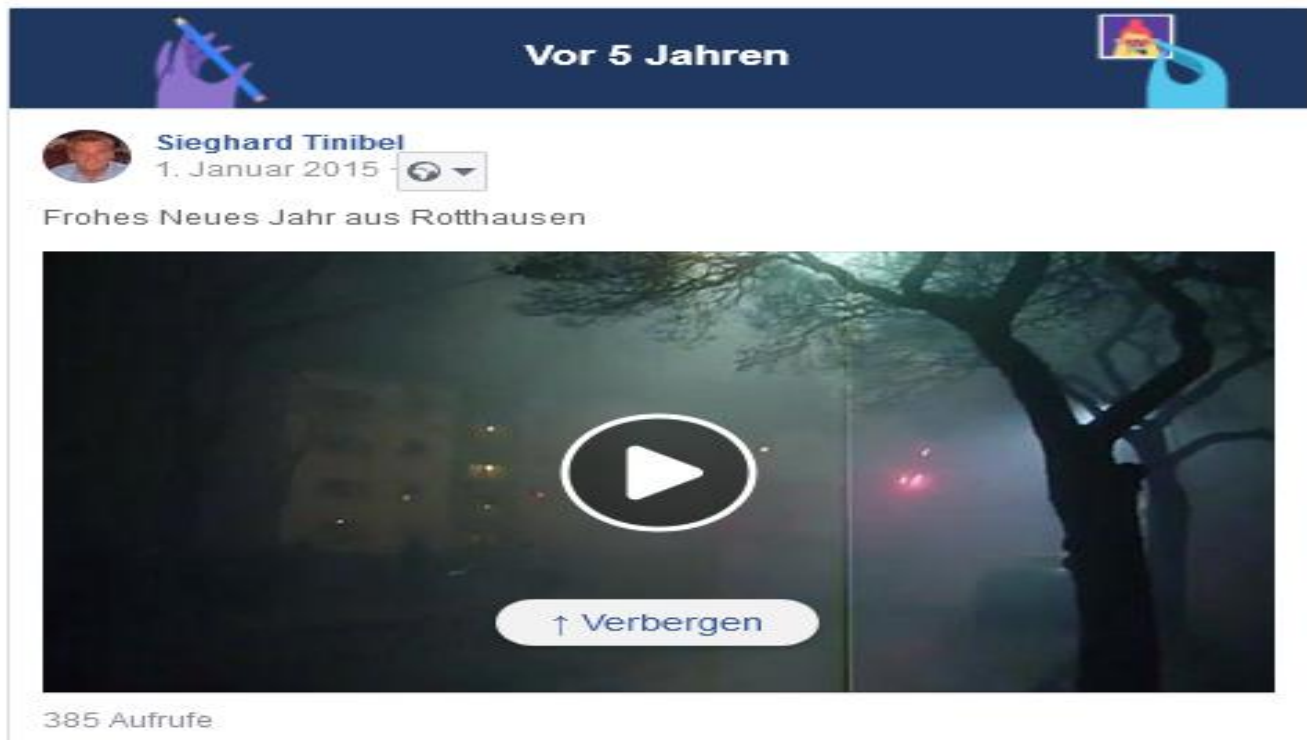 Vor 5 Jahren
Sieghard Tinibel
1. Januar 2015 ·
Frohes Neues Jahr aus Rotthausen
↑ Verbergen
385 Aufrufe